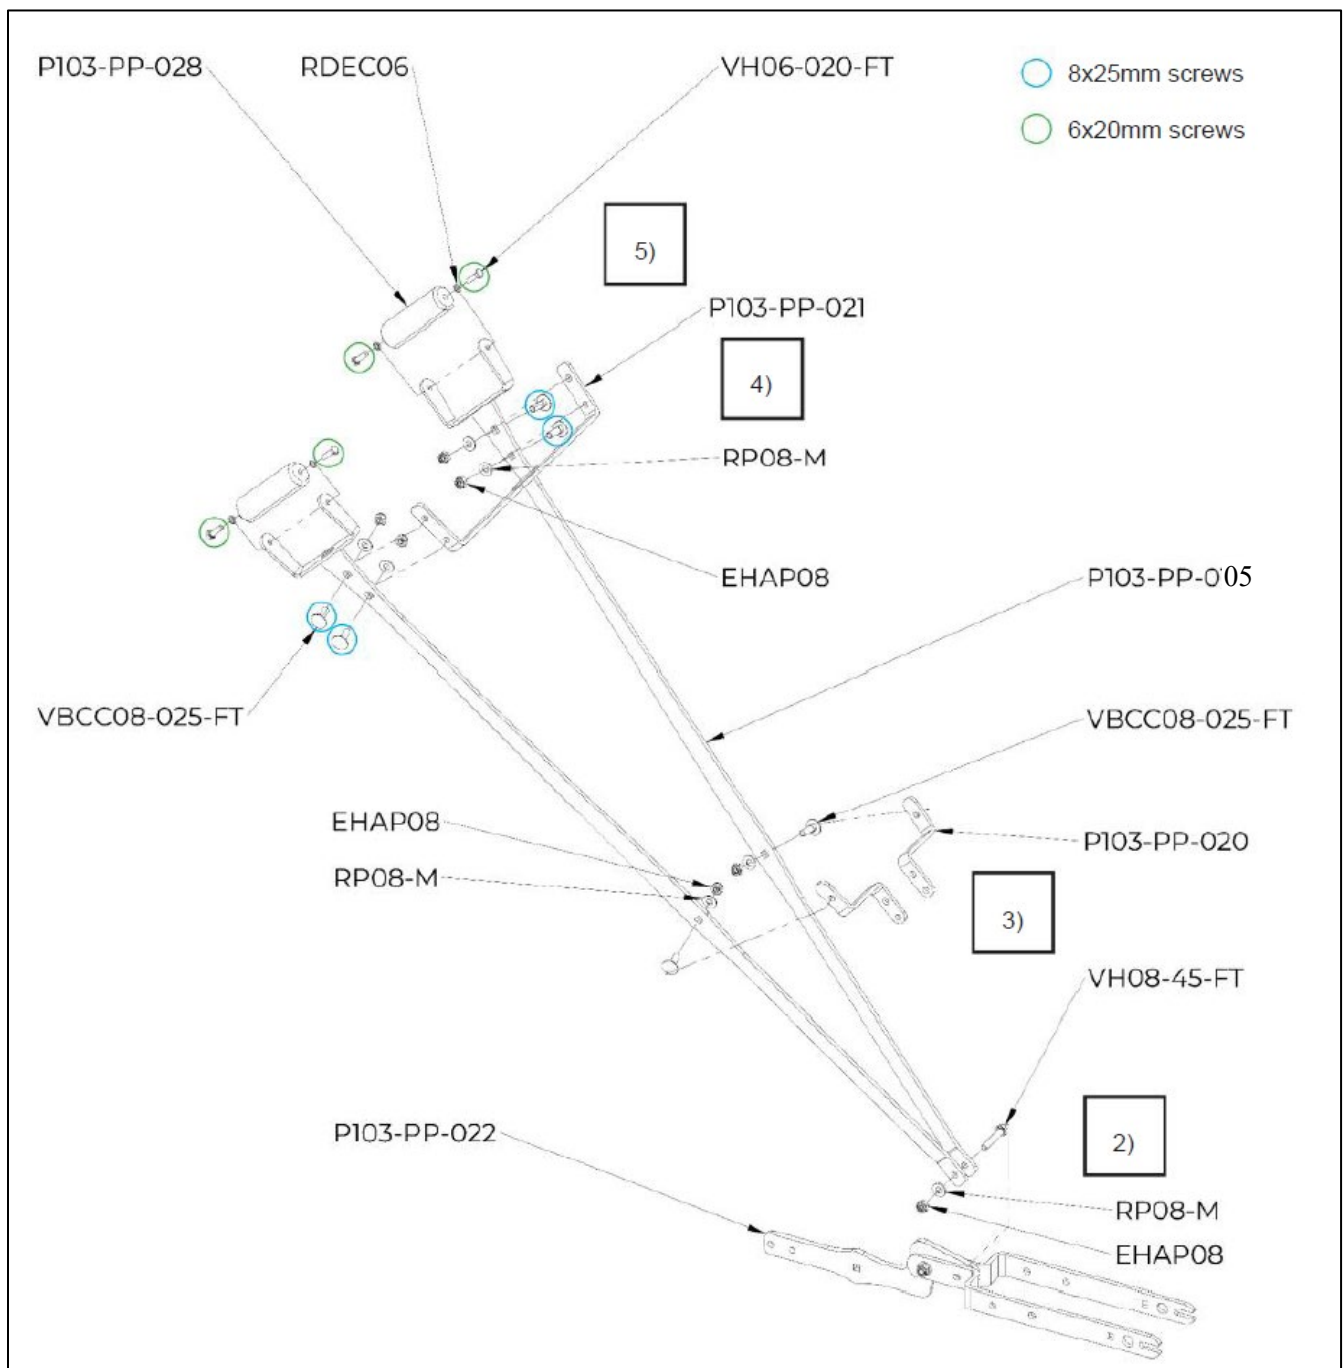 P103-PP-028
RDEC06
VH06-020-FT
8x25mm screws
6x20mm screws
5)
P103-PP-021
4)
RP08-M
EHAP08
P103-PP-0'05
VBCC08-025-FT
VBCC08-025-FT
EHAP08
P103-PP-020
RP08-M
3)
VH08-45-FT
2)
P103-PP-022
RP08-M
EHAP08